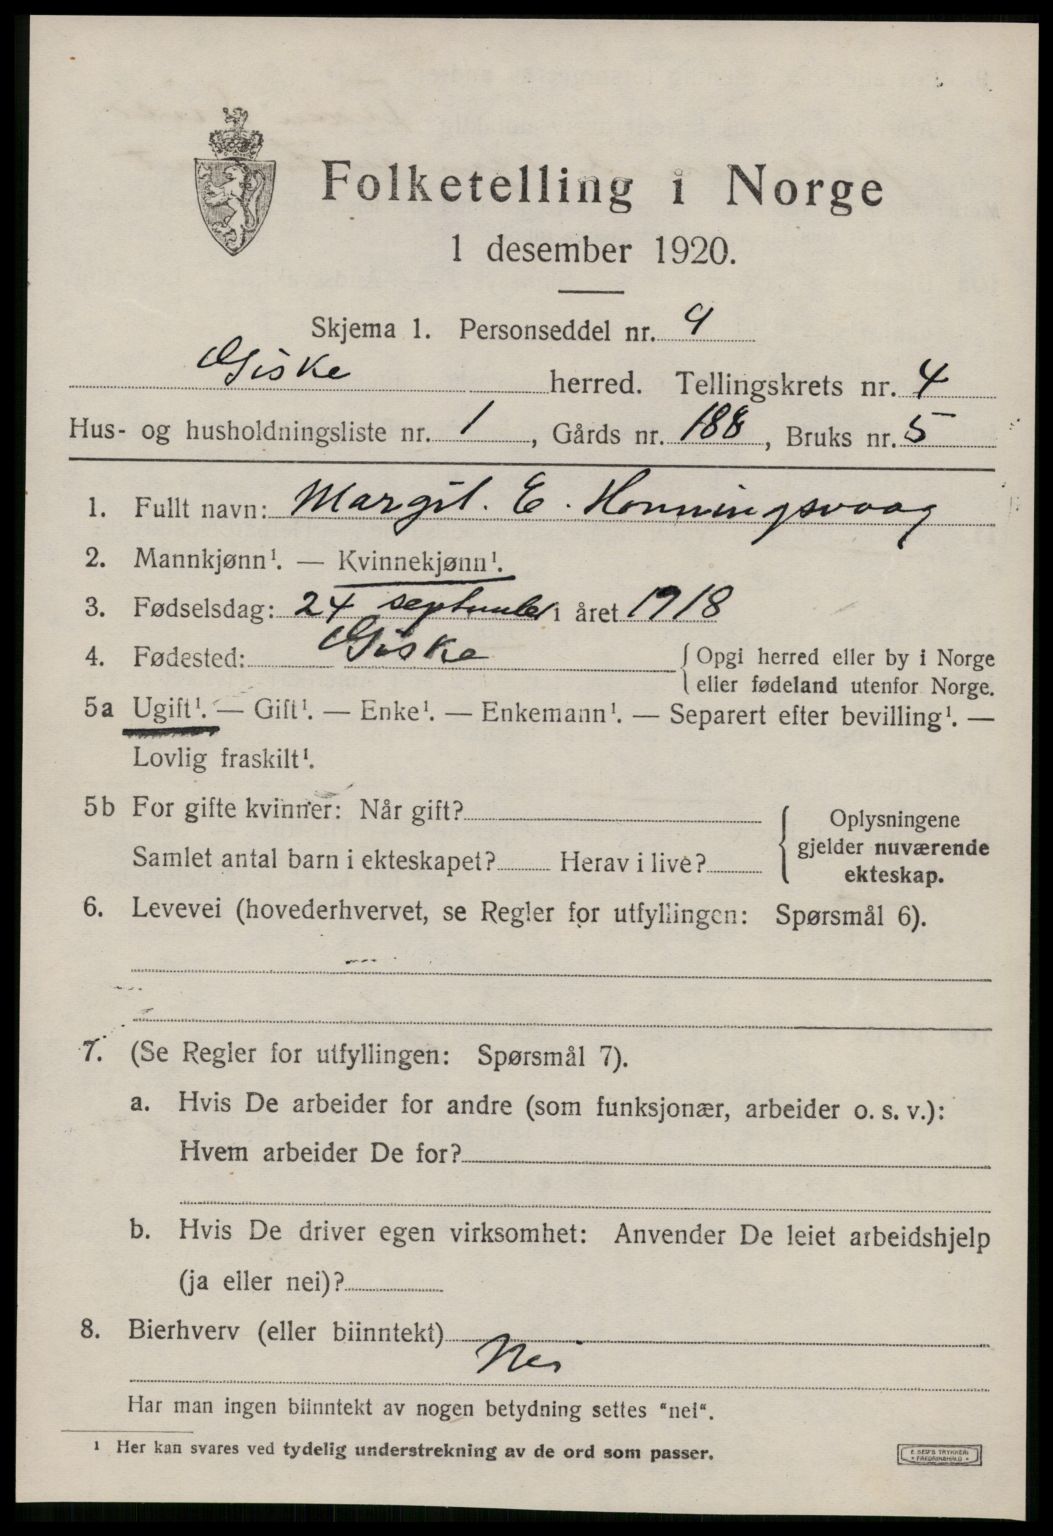 Folketelling i Norge
1 desember 1920.
Skjema 1. Personseddel nr. 9
Giske herred. Tellingskrets nr. 4
Hus- og husholdningsliste nr. 1, Gårds nr. 188, Bruks nr. 5
1. Fullt navn: Margit. E. Honningsvaag
2. Mannkjønn¹. — Kvinnekjønn¹.
3. Fødselsdag: 24 september i året 1918
4. Fødested: Giske { Opgi herred eller by i Norge
eller fødeland utenfor Norge.
5a Ugift¹. — Gift¹. — Enke¹. — Enkemann¹. — Separert efter bevilling¹. —
Lovlig fraskilt¹.
5b For gifte kvinner: Når gift? { Oplysningene
gjelder nuværende
Samlet antal barn i ekteskapet? Herav i live?
ekteskap.
6. Levevei (hovederhvervet, se Regler for utfyllingen: Spørsmål 6).
7. (Se Regler for utfyllingen: Spørsmål 7).
a. Hvis De arbeider for andre (som funksjonær, arbeider o. s. v.):
Hvem arbeider De for?
b. Hvis De driver egen virksomhet: Anvender De leiet arbeidshjelp
(ja eller nei)?
8. Bierhverv (eller biinntekt)
Nei
Har man ingen biinntekt av nogen betydning settes "nei".
¹ Her kan svares ved tydelig understrekning av de ord som passer.
E. SEM'S TRYKKERI
FREDRIKSHALD